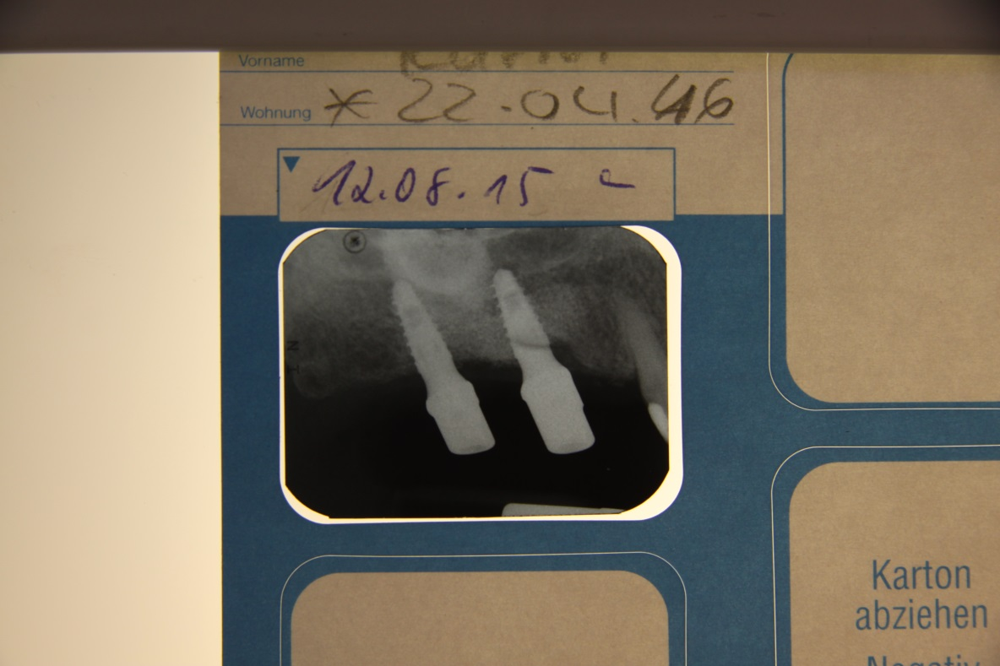 Vorname
Wohnung * 22.04.46
12.08.15
Karton
abziehen